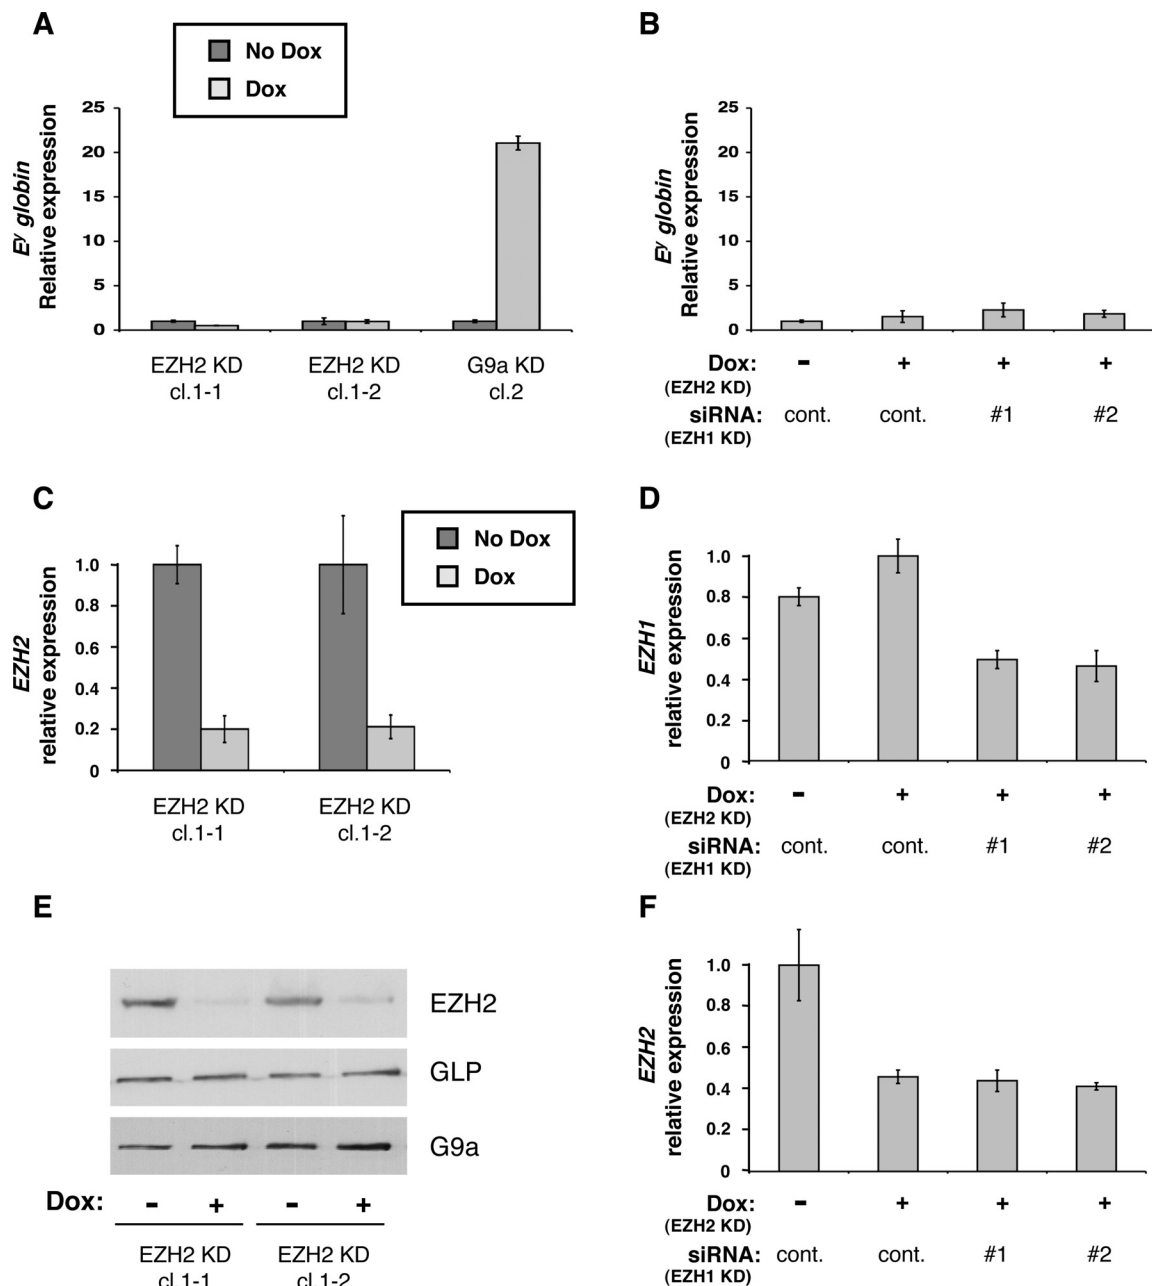 A
No Dox
Dox
Eʸ globin
Relative expression
25
20
15
10
5
0
EZH2 KD
cl.1-1
EZH2 KD
cl.1-2
G9a KD
cl.2
B
Eʸ globin
Relative expression
25
20
15
10
5
0
Dox: - + + +
(EZH2 KD)
siRNA: cont. cont. #1 #2
(EZH1 KD)
C
No Dox
Dox
EZH2
relative expression
1.0
0.8
0.6
0.4
0.2
0
EZH2 KD
cl.1-1
EZH2 KD
cl.1-2
D
EZH1
relative expression
1.0
0.8
0.6
0.4
0.2
0
Dox: - + + +
(EZH2 KD)
siRNA: cont. cont. #1 #2
(EZH1 KD)
E
EZH2
GLP
G9a
Dox: - + - +
EZH2 KD
cl.1-1
EZH2 KD
cl.1-2
F
EZH2
relative expression
1.0
0.8
0.6
0.4
0.2
0
Dox: - + + +
(EZH2 KD)
siRNA: cont. cont. #1 #2
(EZH1 KD)